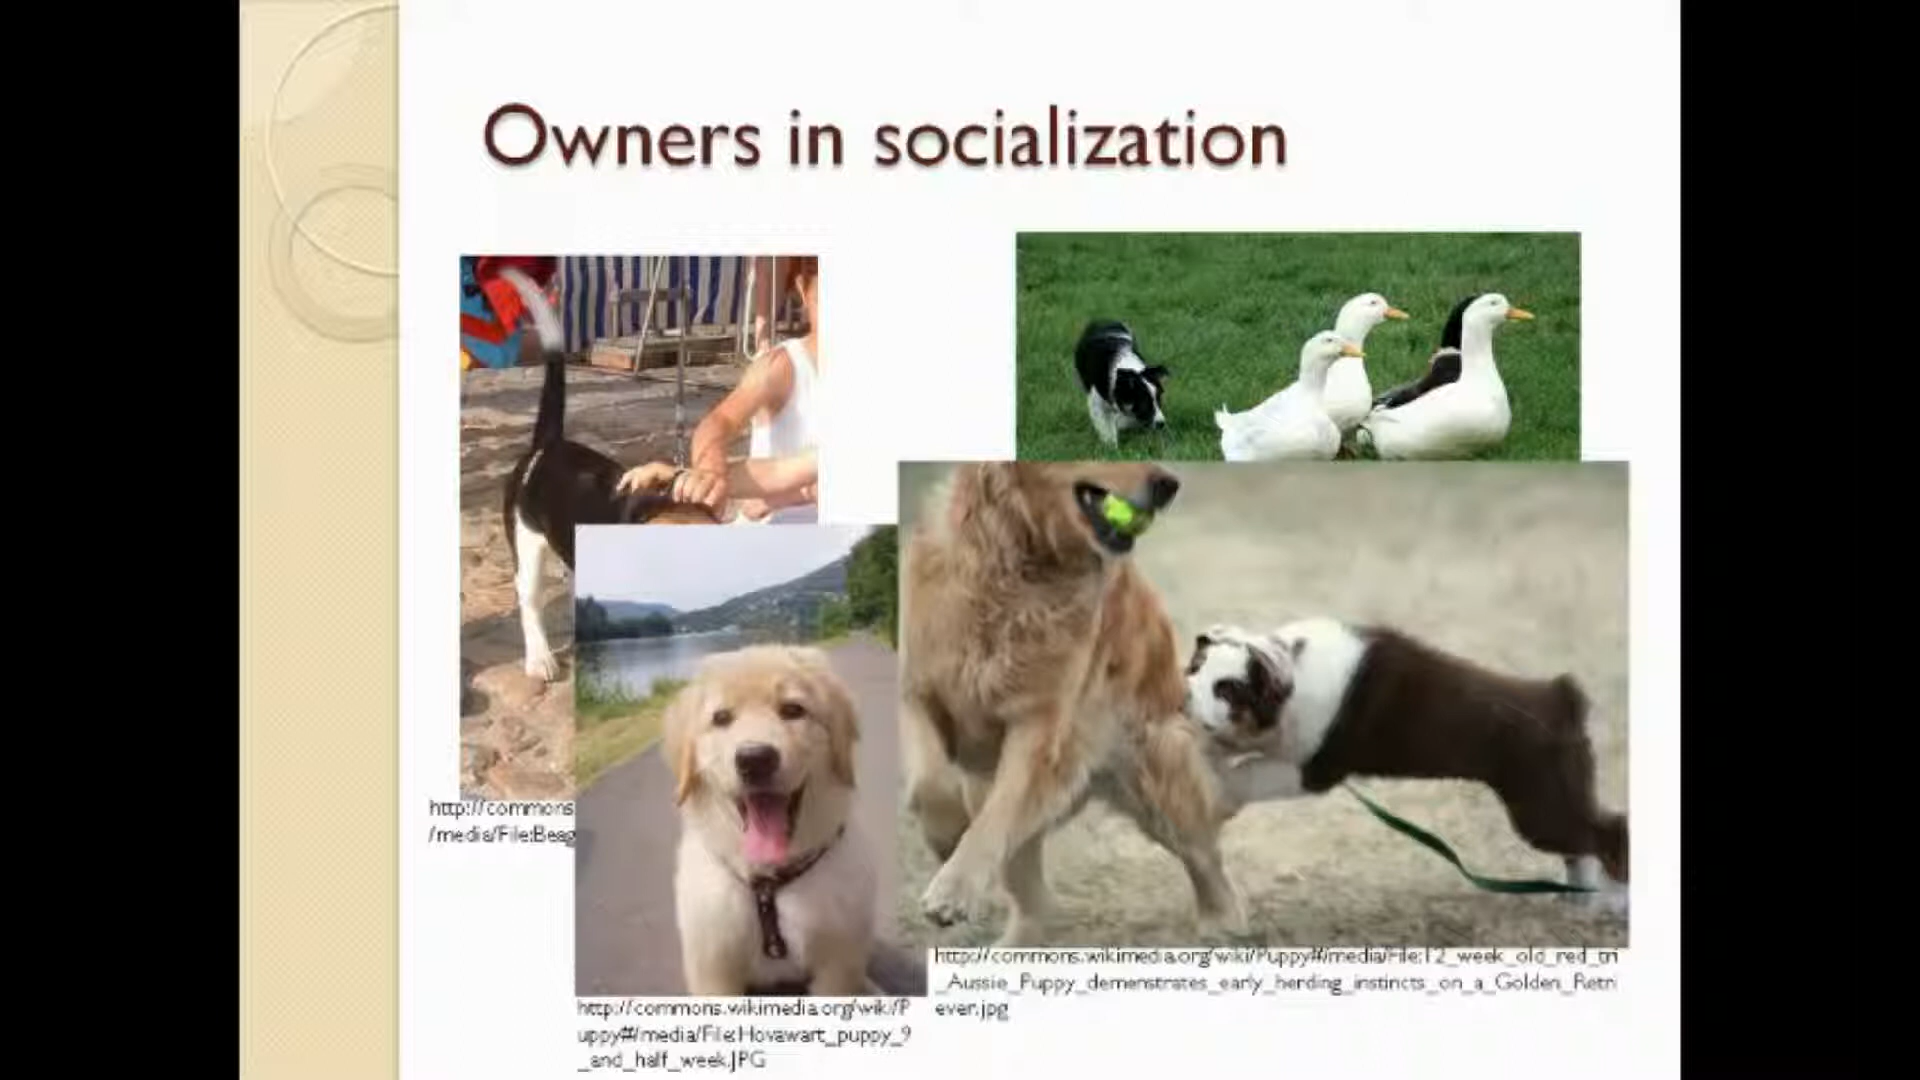 Owners in socialization
http://commons
/media/File:Beag
http://commons.wikimedia.org/wiki/Puppy#/media/File:12_week_old_red_tri
_Aussie_Puppy_demenstrates_early_herding_instincts_on_a_Golden_Retri
ever.jpg
http://commons.wikimedia.org/wiki/P
uppy#/media/File:Hovawart_puppy_9
_and_half_week.JPG